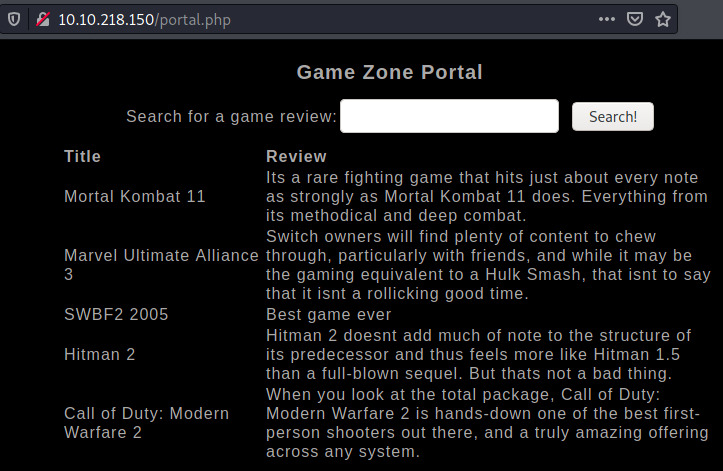 10.10.218.150/portal.php
Game Zone Portal
Search for a game review: Search!
Title Review
Mortal Kombat 11
Its a rare fighting game that hits just about every note
as strongly as Mortal Kombat 11 does. Everything from
its methodical and deep combat.
Marvel Ultimate Alliance
3
Switch owners will find plenty of content to chew
through, particularly with friends, and while it may be
the gaming equivalent to a Hulk Smash, that isnt to say
that it isnt a rollicking good time.
SWBF2 2005 Best game ever
Hitman 2
Hitman 2 doesnt add much of note to the structure of
its predecessor and thus feels more like Hitman 1.5
than a full-blown sequel. But thats not a bad thing.
Call of Duty: Modern
Warfare 2
When you look at the total package, Call of Duty:
Modern Warfare 2 is hands-down one of the best first-
person shooters out there, and a truly amazing offering
across any system.